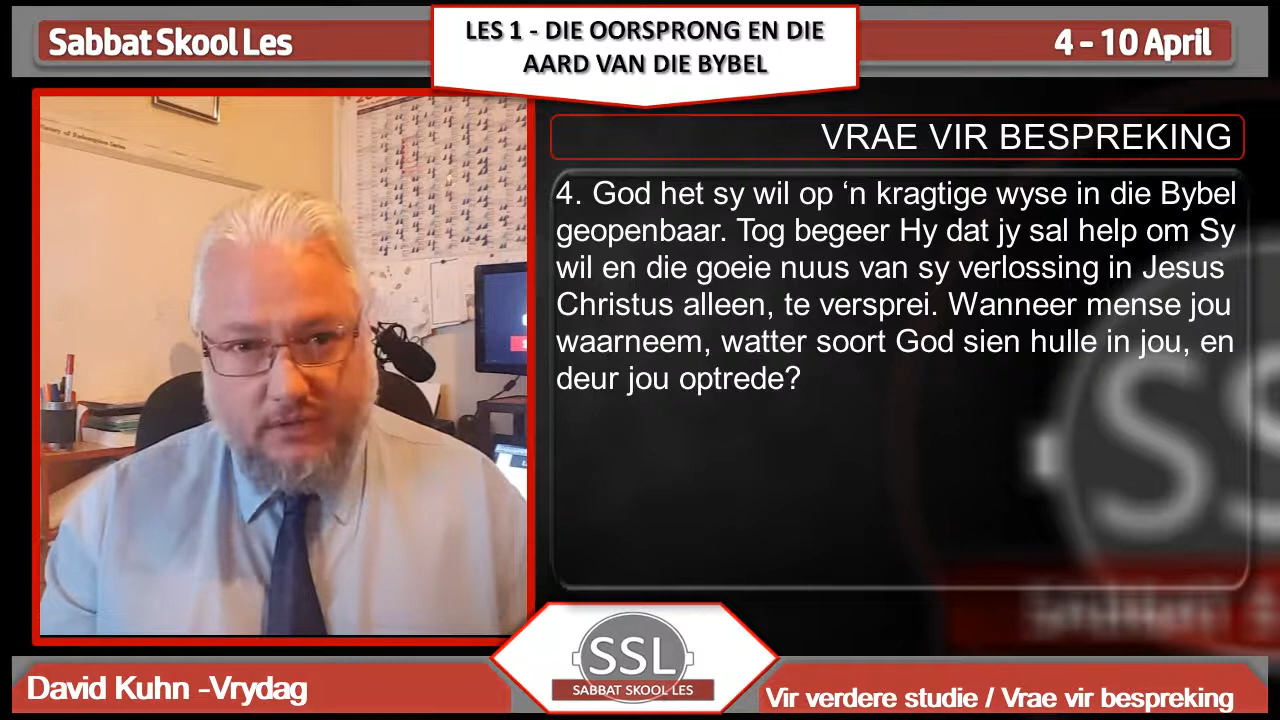 Sabbat Skool Les
LES 1 - DIE OORSPRONG EN DIE
AARD VAN DIE BYBEL
4 - 10 April
VRAE VIR BESPREKING
4. God het sy wil op ‘n kragtige wyse in die Bybel
geopenbaar. Tog begeer Hy dat jy sal help om Sy
wil en die goeie nuus van sy verlossing in Jesus
Christus alleen, te versprei. Wanneer mense jou
waarneem, watter soort God sien hulle in jou, en
deur jou optrede?
SSL
SABBAT SKOOL LES
David Kuhn -Vrydag
Vir verdere studie / Vrae vir bespreking